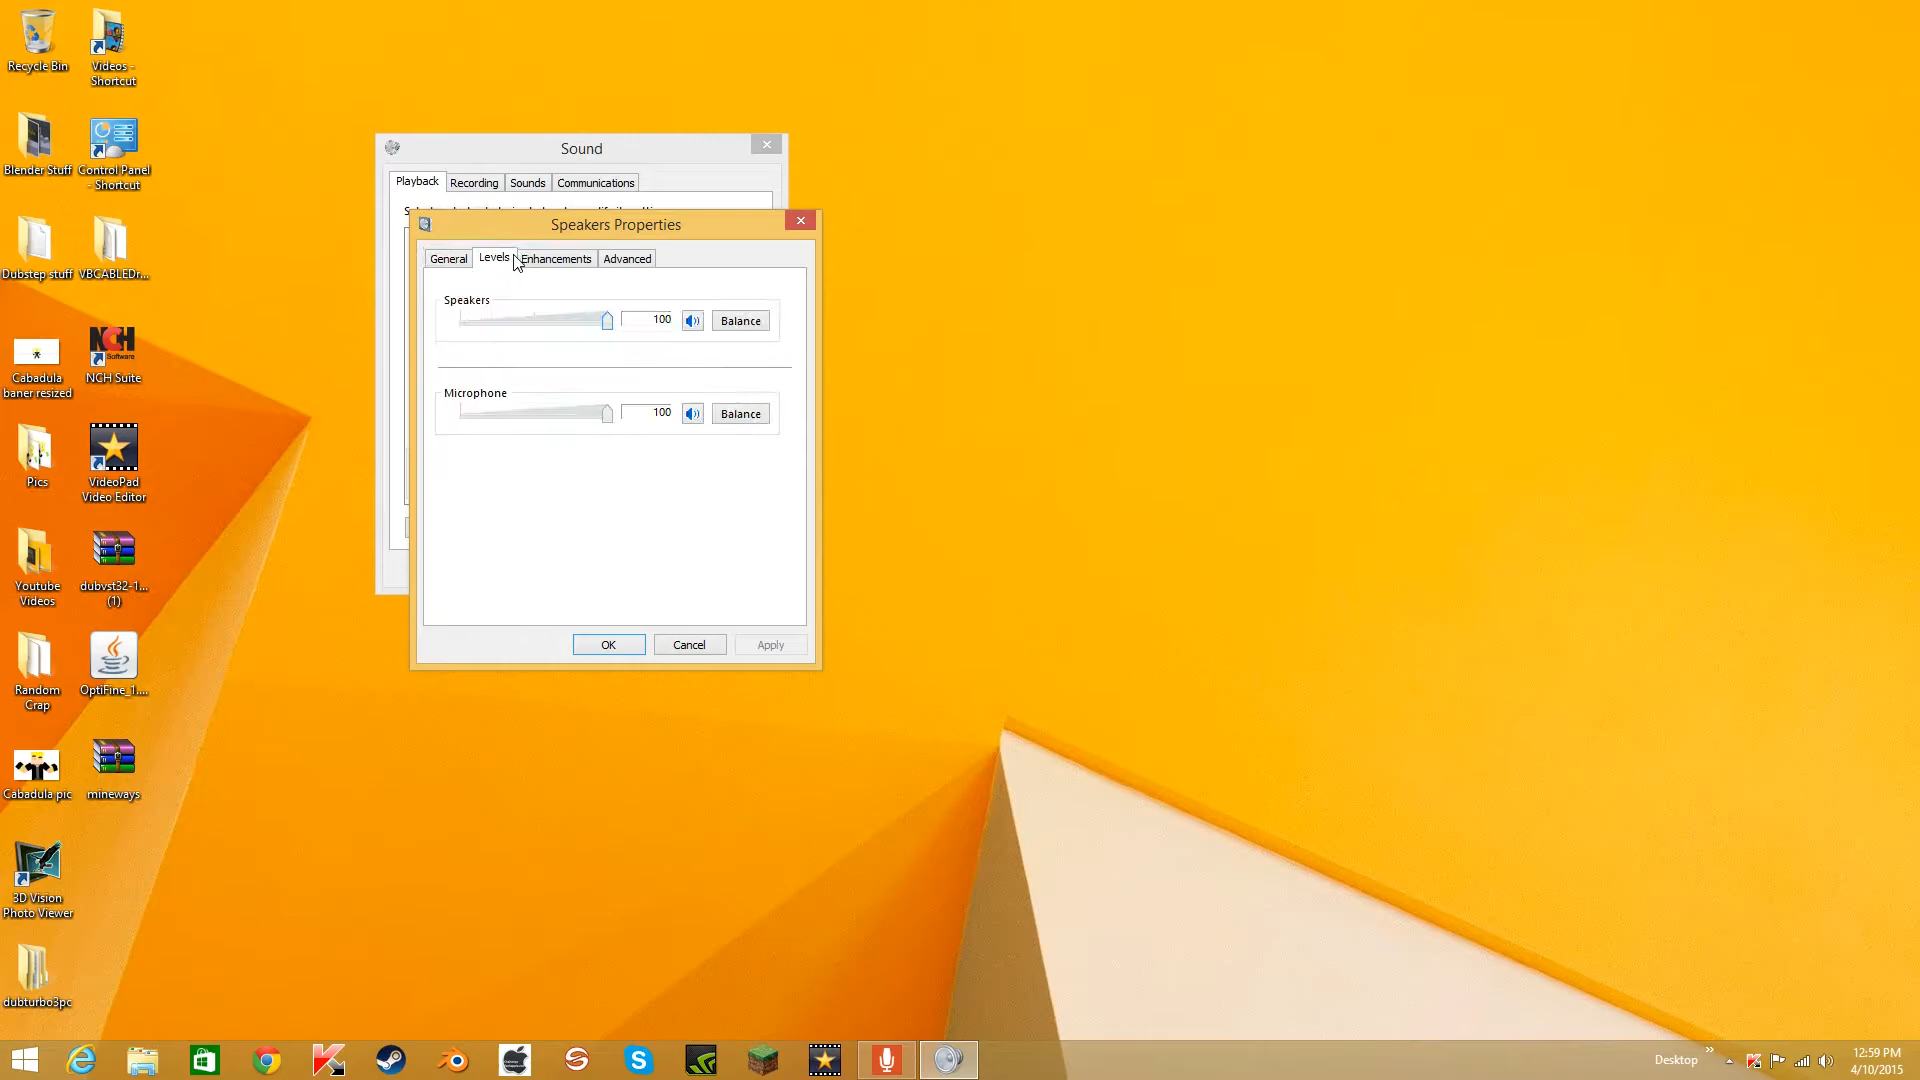 Recycle Bin
Videos -
Shortcut
Blender Stuff
Control Panel
- Shortcut
Dubstep stuff
VBCABLEDr...
Cabadula
baner resized
NCH
Software
NCH Suite
Pics
VideoPad
Video Editor
Youtube
Videos
dubvst32-1...
(1)
Random
Crap
OptiFine_1....
Cabadula pic
mineways
3D Vision
Photo Viewer
dubturbo3pc
Sound
Playback
Recording
Sounds
Communications
Speakers Properties
General
Levels
Enhancements
Advanced
Speakers
100
Balance
Microphone
100
Balance
OK
Cancel
Apply
Desktop
12:59 PM
4/10/2015